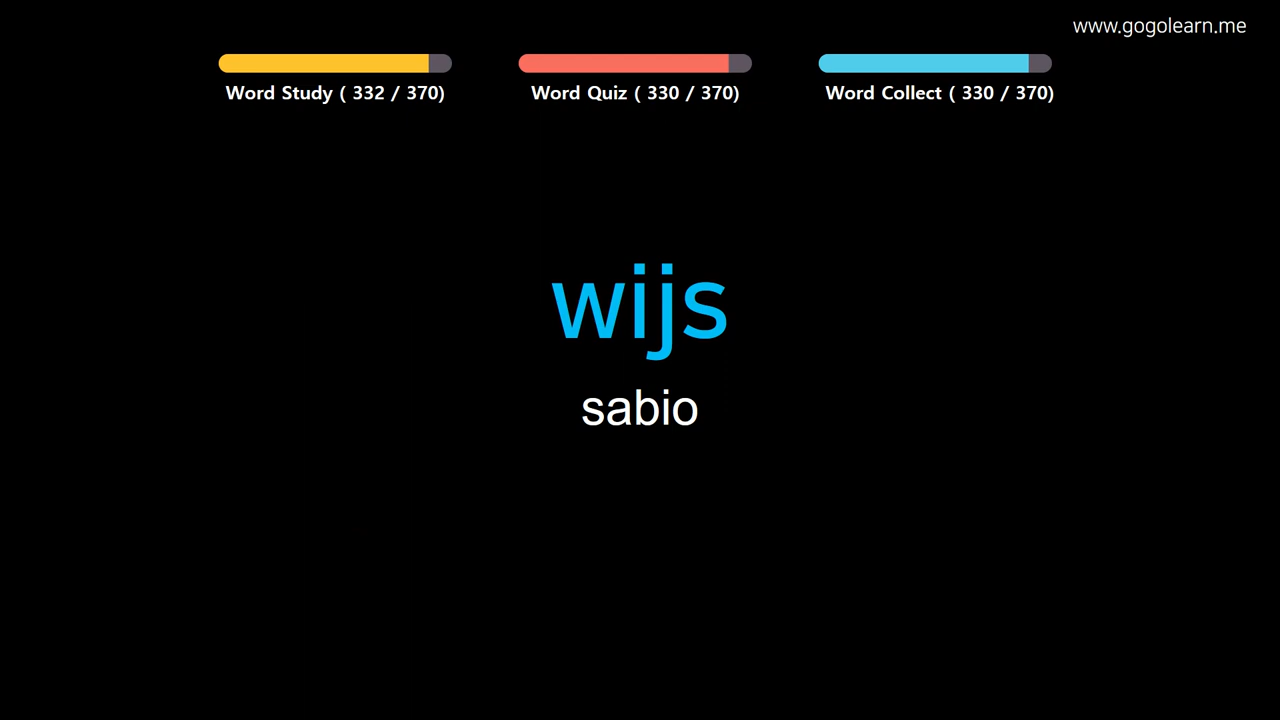 www.gogolearn.me
Word Study ( 332 / 370)
Word Quiz ( 330 / 370)
Word Collect ( 330 / 370)
wijs
sabio